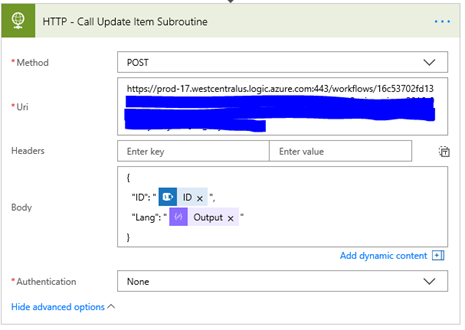 HTTP - Call Update Item Subroutine
* Method
POST
* Uri
https://prod-17.westcentralus.logic.azure.com:443/workflows/16c53702fd13
Headers
Enter key
Enter value
Body
{
"ID": " ID × ",
"Lang": " Output × "
}
Add dynamic content
* Authentication
None
Hide advanced options